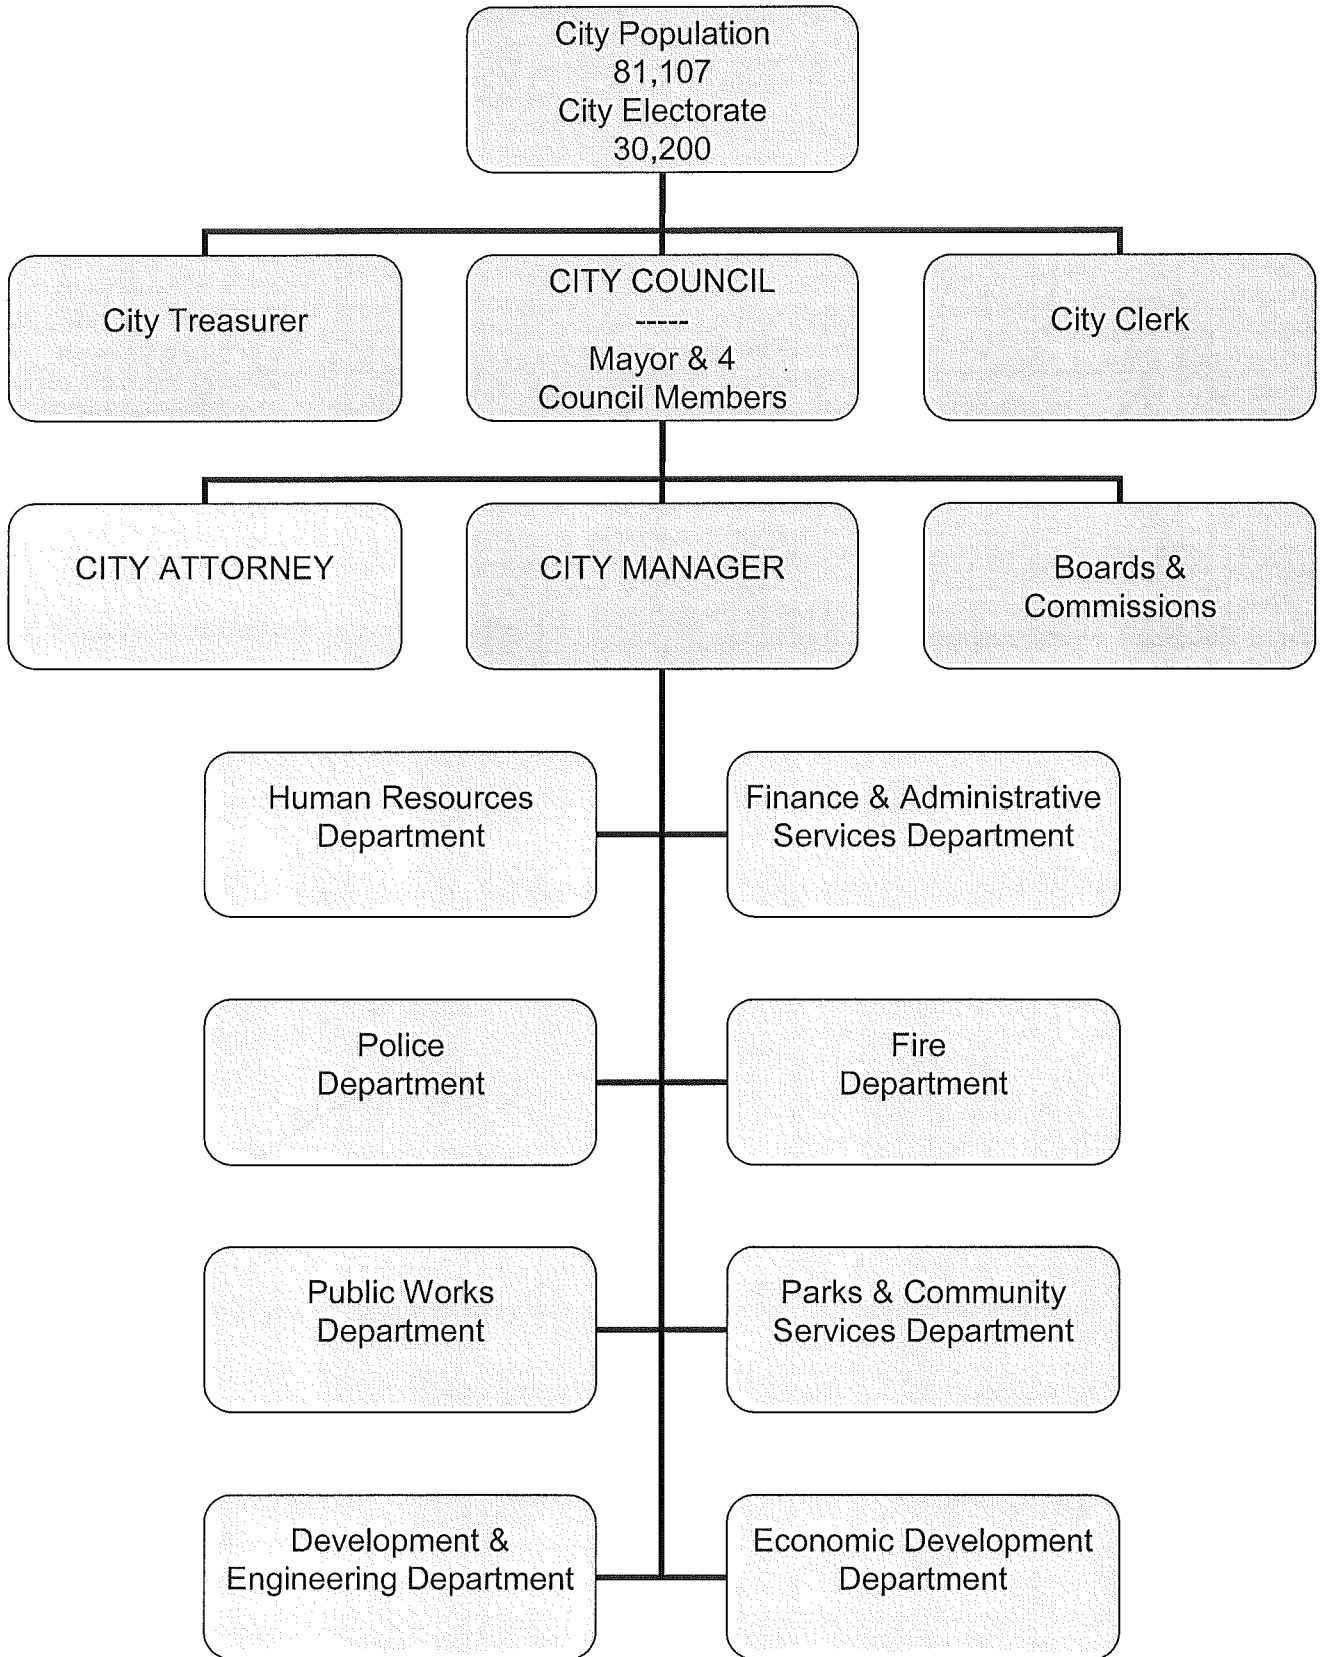 City Population
81,107
City Electorate
30,200
City Treasurer
CITY COUNCIL
-----
Mayor & 4
Council Members
City Clerk
CITY ATTORNEY
CITY MANAGER
Boards &
Commissions
Human Resources
Department
Finance & Administrative
Services Department
Police
Department
Fire
Department
Public Works
Department
Parks & Community
Services Department
Development &
Engineering Department
Economic Development
Department